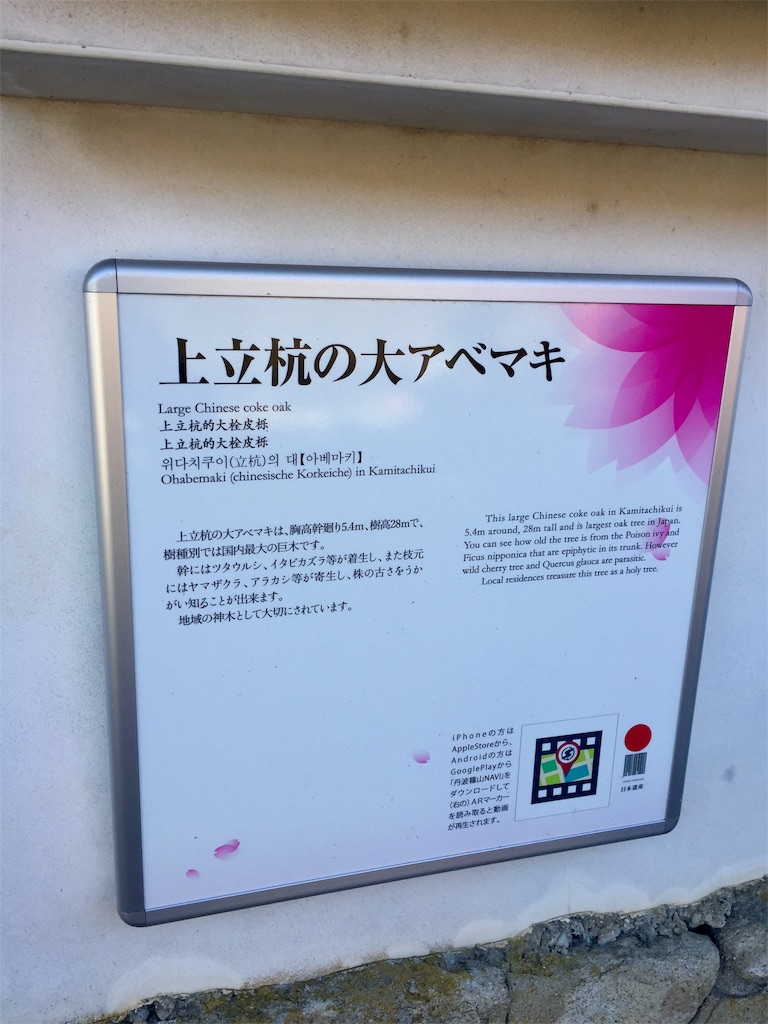 上立杭の大アベマキ
Large Chinese coke oak
上立杭的大栓皮栎
上立杭的大栓皮栎
위다치쿠이(立杭)의 대【아베마키】
Ohabemaki (chinesische Korkeiche) in Kamitachikui
上立杭の大アベマキは、胸高幹廻り5.4m、樹高28mで、
樹種別では国内最大の巨木です。
幹にはツタウルシ、イタビカズラ等が着生し、また枝元
にはヤマザクラ、アラカシ等が寄生し、株の古さをうか
がい知ることが出来ます。
地域の神木として大切にされています。
This large Chinese coke oak in Kamitachikui is
5.4m around, 28m tall and is largest oak tree in Japan.
You can see how old the tree is from the Poison ivy and
Ficus nipponica that are epiphytic in its trunk. However
wild cherry tree and Quercus glauca are parasitic.
Local residences treasure this tree as a holy tree.
iPhoneの方は
AppleStoreから、
Androidの方は
GooglePlayから
「丹波篠山NAVI」を
ダウンロードして
(右の)ARマーカー
を読み取ると動画
が再生されます。
日本遺産